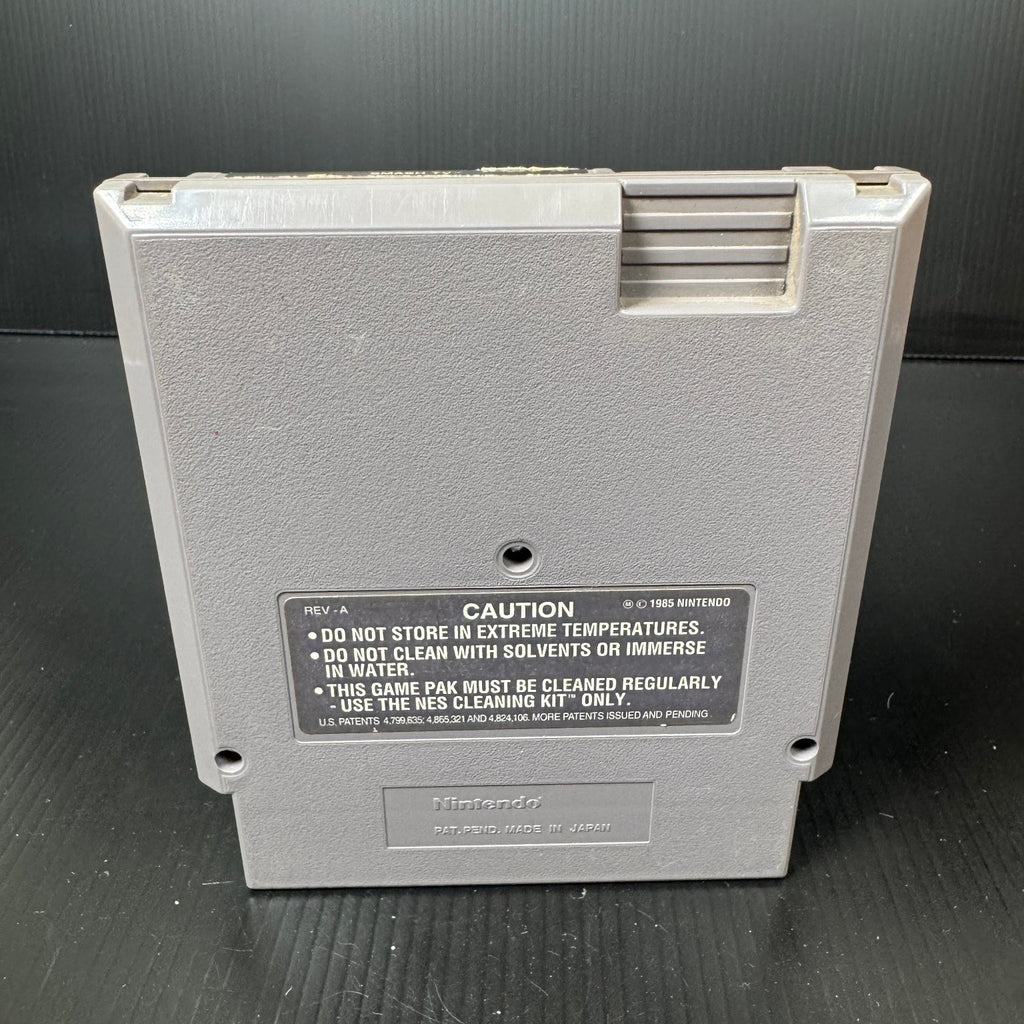 SMASH T.V.
REV-A CAUTION Ⓜ © 1985 NINTENDO
• DO NOT STORE IN EXTREME TEMPERATURES.
• DO NOT CLEAN WITH SOLVENTS OR IMMERSE
IN WATER.
• THIS GAME PAK MUST BE CLEANED REGULARLY
- USE THE NES CLEANING KIT™ ONLY.
U.S. PATENTS 4,799,635; 4,865,321 AND 4,824,106. MORE PATENTS ISSUED AND PENDING
Nintendo®
PAT. PEND. MADE IN JAPAN